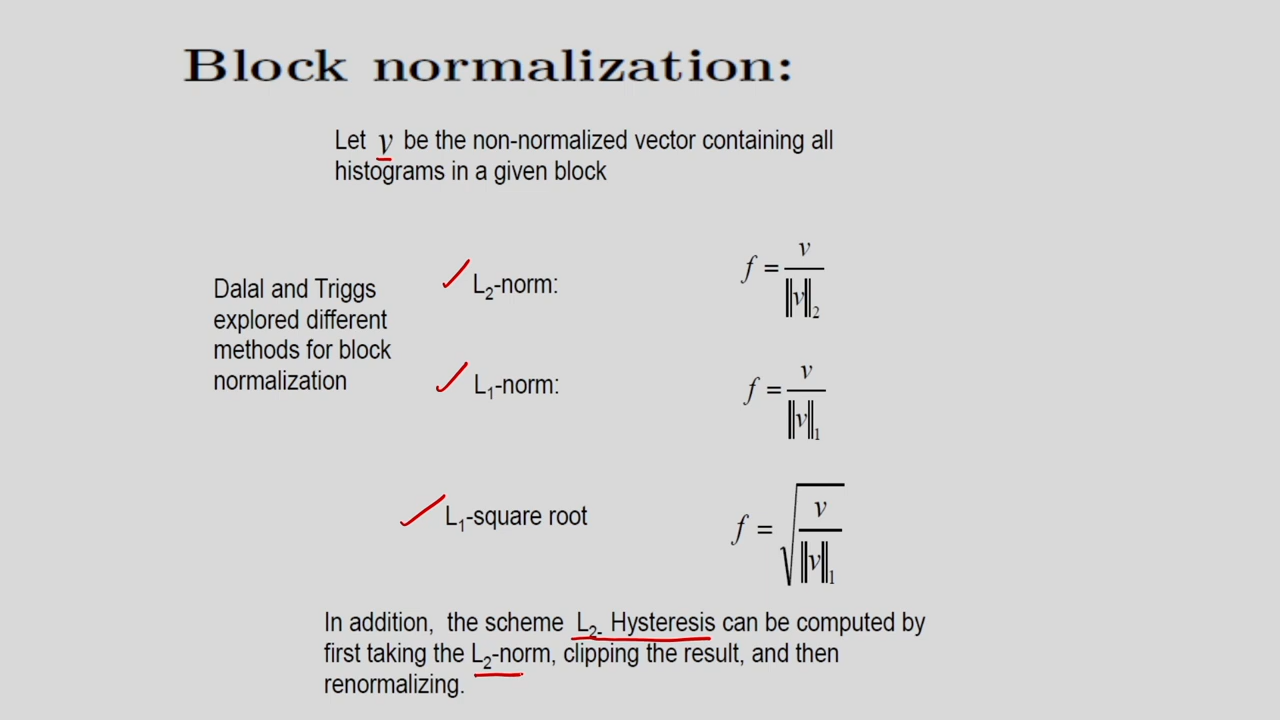 Block normalization:
Let v be the non-normalized vector containing all
histograms in a given block
Dalal and Triggs
explored different
methods for block
normalization
L₂-norm:
f = v / ‖v‖₂
L₁-norm:
f = v / ‖v‖₁
L₁-square root
f = √(v / ‖v‖₁)
In addition, the scheme L₂- Hysteresis can be computed by
first taking the L₂-norm, clipping the result, and then
renormalizing.